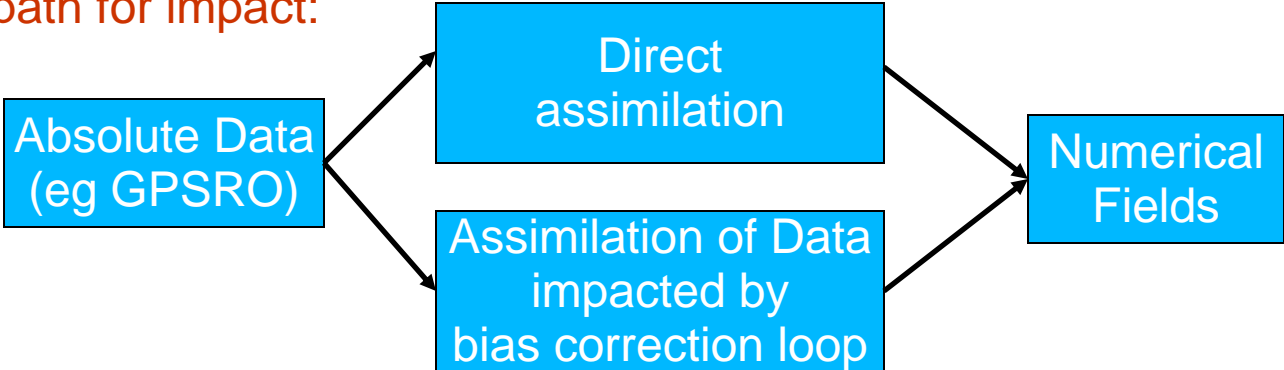 path for impact:
Direct
assimilation
Absolute Data
(eg GPSRO)
Numerical
Fields
Assimilation of Data
impacted by
bias correction loop